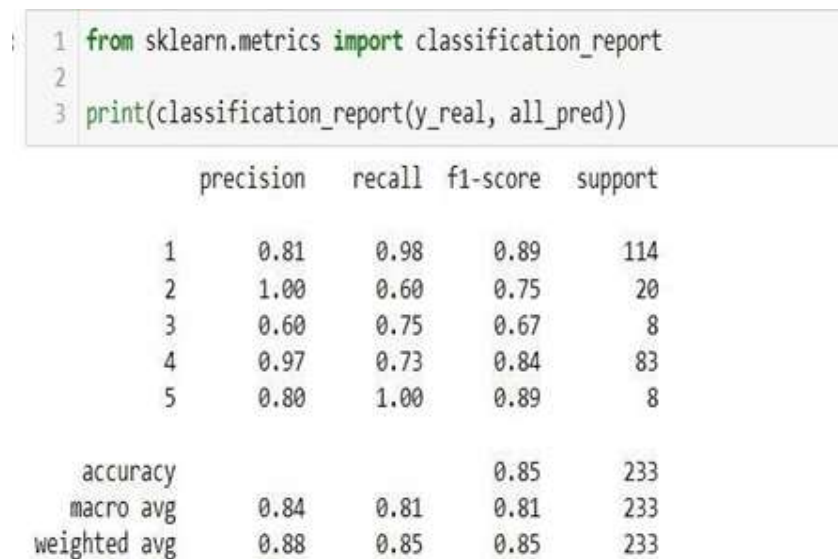 1 from sklearn.metrics import classification_report
2
3 print(classification_report(y_real, all_pred))
precision recall f1-score support
1 0.81 0.98 0.89 114
2 1.00 0.60 0.75 20
3 0.60 0.75 0.67 8
4 0.97 0.73 0.84 83
5 0.80 1.00 0.89 8
accuracy 0.85 233
macro avg 0.84 0.81 0.81 233
weighted avg 0.88 0.85 0.85 233